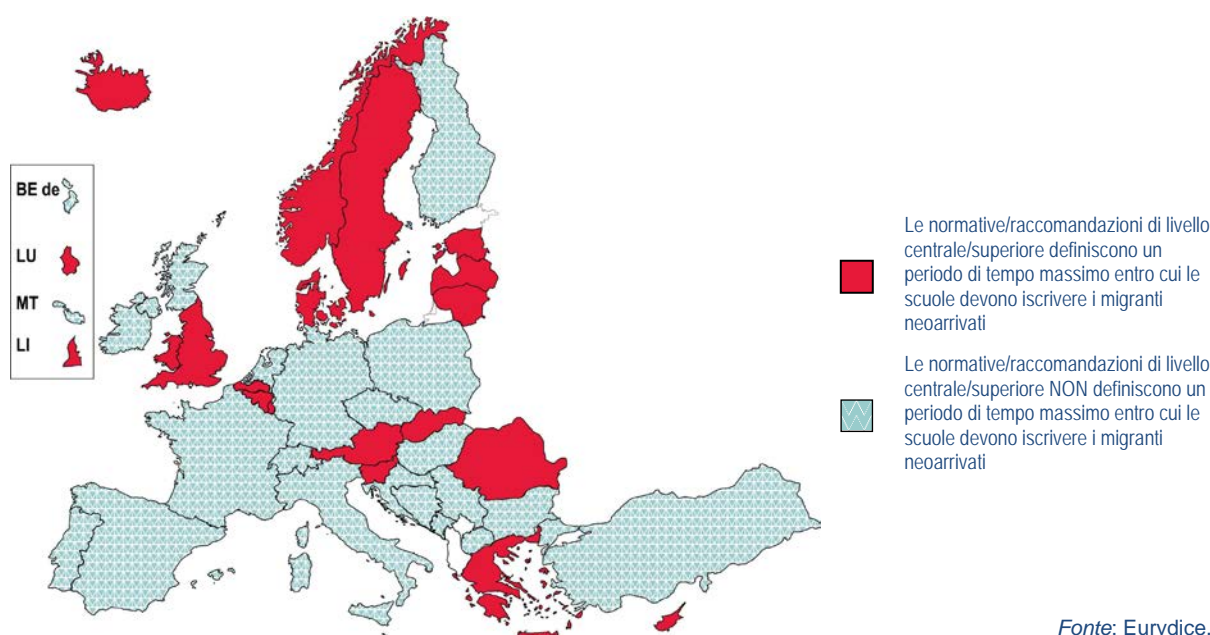 BE de
LU
MT
LI
Le normative/raccomandazioni di livello
centrale/superiore definiscono un
periodo di tempo massimo entro cui le
scuole devono iscrivere i migranti
neoarrivati
Le normative/raccomandazioni di livello
centrale/superiore NON definiscono un
periodo di tempo massimo entro cui le
scuole devono iscrivere i migranti
neoarrivati
Fonte: Eurydice.